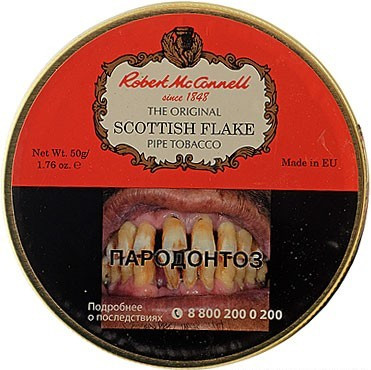 Robert McConnell
since 1848
THE ORIGINAL
SCOTTISH FLAKE
PIPE TOBACCO
Net Wt. 50g/
1.76 oz. e
Made in EU
ПАРОДОНТОЗ
Подробнее
о последствиях
8 800 200 0 200